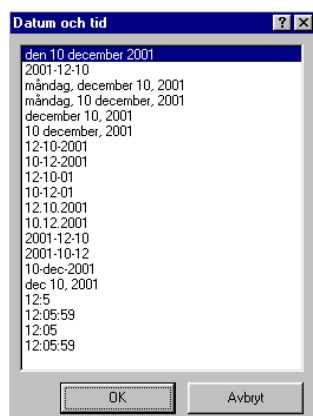 Datum och tid
den 10 december 2001
2001-12-10
måndag, december 10, 2001
måndag, 10 december, 2001
december 10, 2001
10 december, 2001
12-10-2001
10-12-2001
12-10-01
10-12-01
12.10.2001
10.12.2001
2001-12-10
2001-10-12
10-dec-2001
dec 10, 2001
12:5
12:05:59
12:05
12:05:59
OK Avbryt